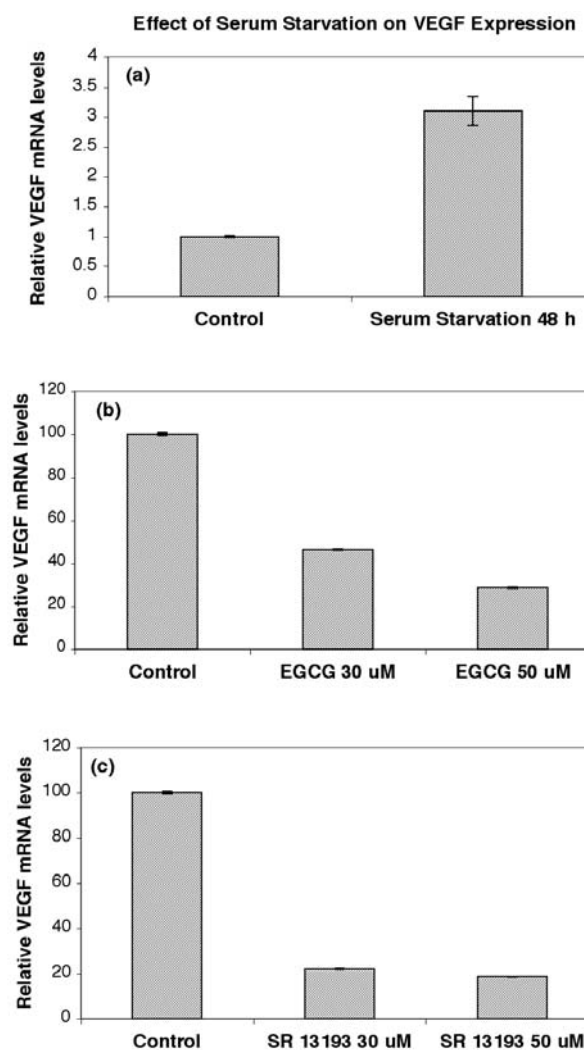 Effect of Serum Starvation on VEGF Expression
(a)
Relative VEGF mRNA levels
4
3.5
3
2.5
2
1.5
1
0.5
0
Control Serum Starvation 48 h
(b)
Relative VEGF mRNA levels
120
100
80
60
40
20
0
Control EGCG 30 uM EGCG 50 uM
(c)
Relative VEGF mRNA levels
120
100
80
60
40
20
0
Control SR 13193 30 uM SR 13193 50 uM